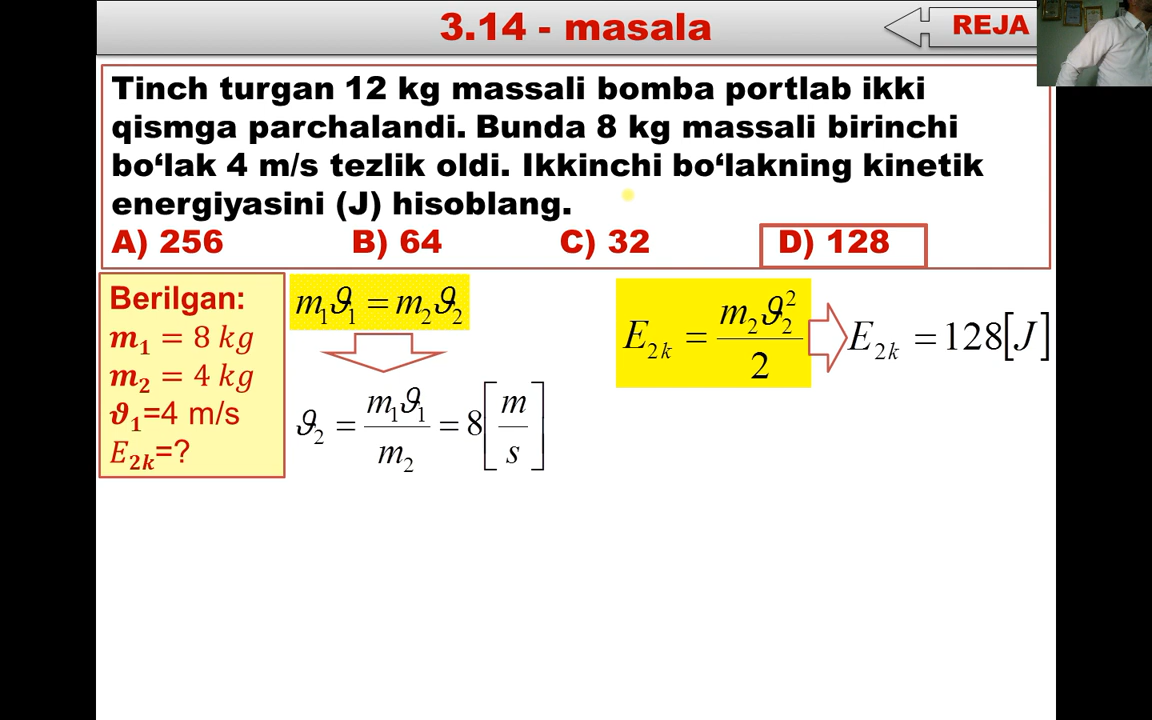 3.14 - masala
REJA
Tinch turgan 12 kg massali bomba portlab ikki
qismga parchalandi. Bunda 8 kg massali birinchi
bo‘lak 4 m/s tezlik oldi. Ikkinchi bo‘lakning kinetik
energiyasini (J) hisoblang.
A) 256 B) 64 C) 32 D) 128
Berilgan:
m₁ = 8 kg
m₂ = 4 kg
ϑ₁=4 m/s
E₂ₖ=?
m₁ϑ₁ = m₂ϑ₂
ϑ₂ = m₁ϑ₁ / m₂ = 8[m/s]
E₂ₖ = m₂ϑ₂² / 2
E₂ₖ = 128[J]